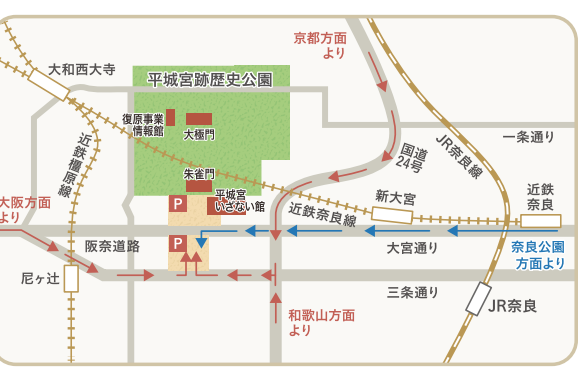 京都方面
より
大和西大寺
平城宮跡歴史公園
復原事業
情報館
大極門
一条通り
国道
24号
JR奈良線
近鉄橿原線
朱雀門
平城宮
いざない館
P
大阪方面
より
近鉄奈良線
新大宮
近鉄
奈良
P
阪奈道路
大宮通り
奈良公園
方面より
尼ヶ辻
三条通り
JR奈良
和歌山方面
より